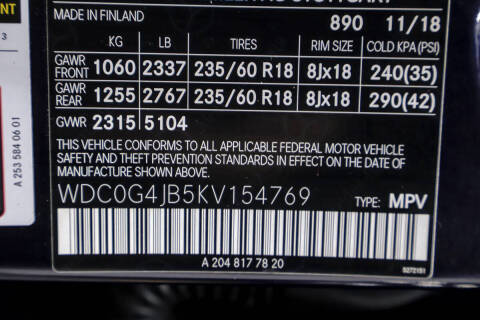 MADE IN FINLAND 890 11/18
KG LB TIRES RIM SIZE COLD KPA(PSI)
GAWR FRONT 1060 2337 235/60 R18 8Jx18 240(35)
GAWR REAR 1255 2767 235/60 R18 8Jx18 290(42)
GWR 2315 5104
THIS VEHICLE CONFORMS TO ALL APPLICABLE FEDERAL MOTOR VEHICLE
SAFETY AND THEFT PREVENTION STANDARDS IN EFFECT ON THE DATE OF
MANUFACTURE SHOWN ABOVE.
WDC0G4JB5KV154769 TYPE: MPV
A 204 817 78 20
A 253 584 06 01
3